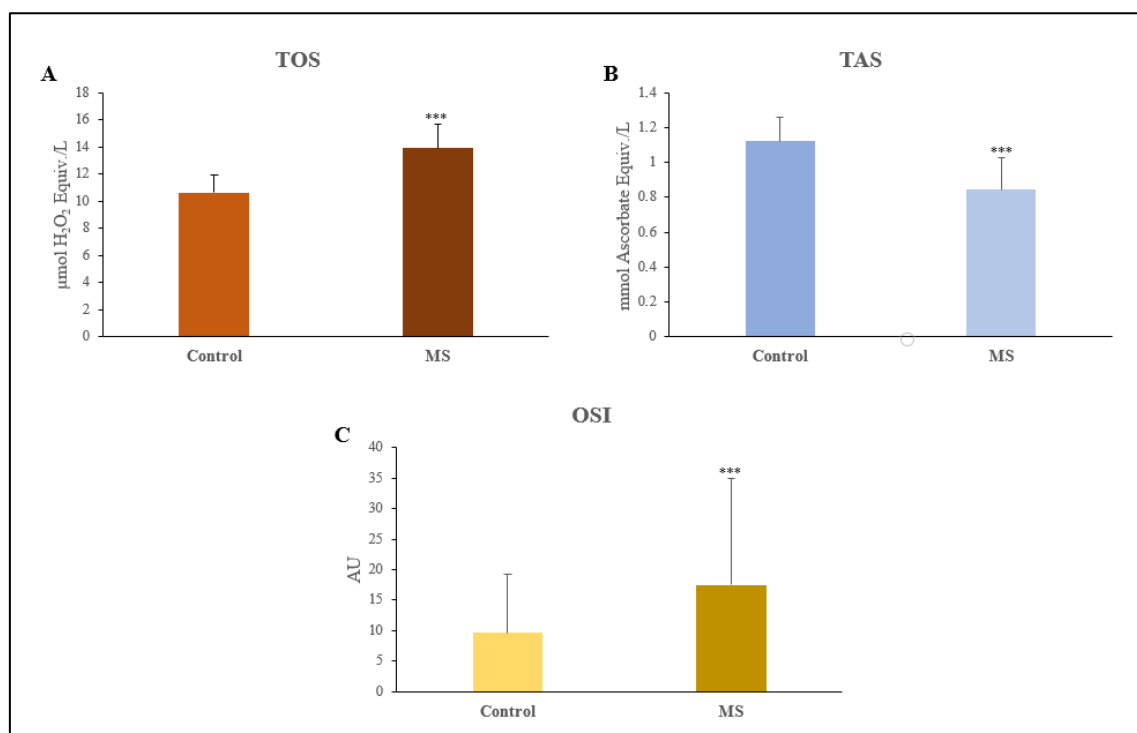 TOS
A
18
16
14
12
10
8
6
4
2
0
µmol H₂O₂ Equiv./L
***
Control MS
TAS
B
1,4
1.2
1
0.8
0.6
0.4
0.2
0
mmol Ascorbate Equiv./L
***
Control MS
OSI
C
40
35
30
25
20
15
10
5
0
AU
***
Control MS